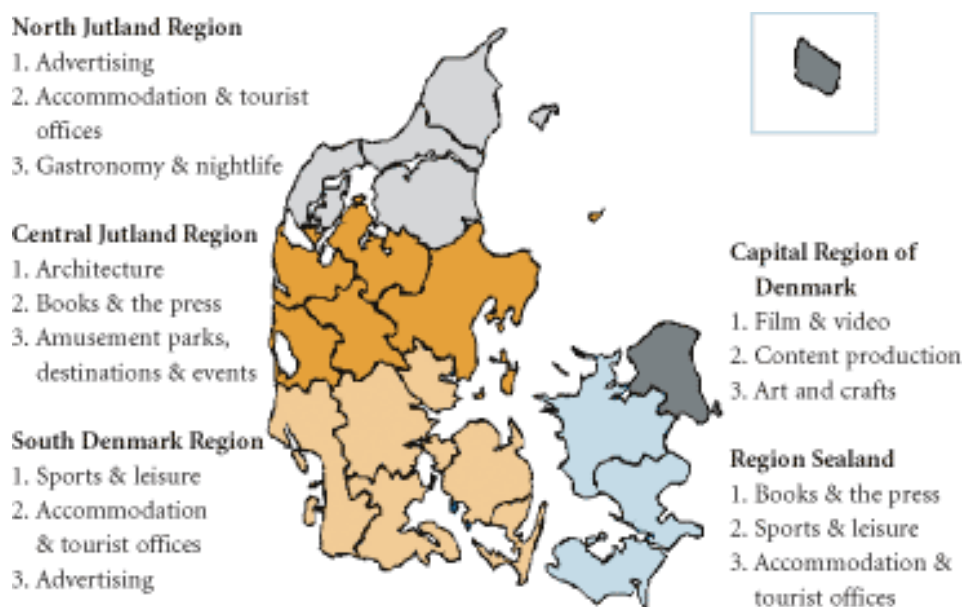 North Jutland Region
1. Advertising
2. Accommodation & tourist
offices
3. Gastronomy & nightlife
Central Jutland Region
1. Architecture
2. Books & the press
3. Amusement parks,
destinations & events
South Denmark Region
1. Sports & leisure
2. Accommodation
& tourist offices
3. Advertising
Capital Region of
Denmark
1. Film & video
2. Content production
3. Art and crafts
Region Sealand
1. Books & the press
2. Sports & leisure
3. Accommodation &
tourist offices